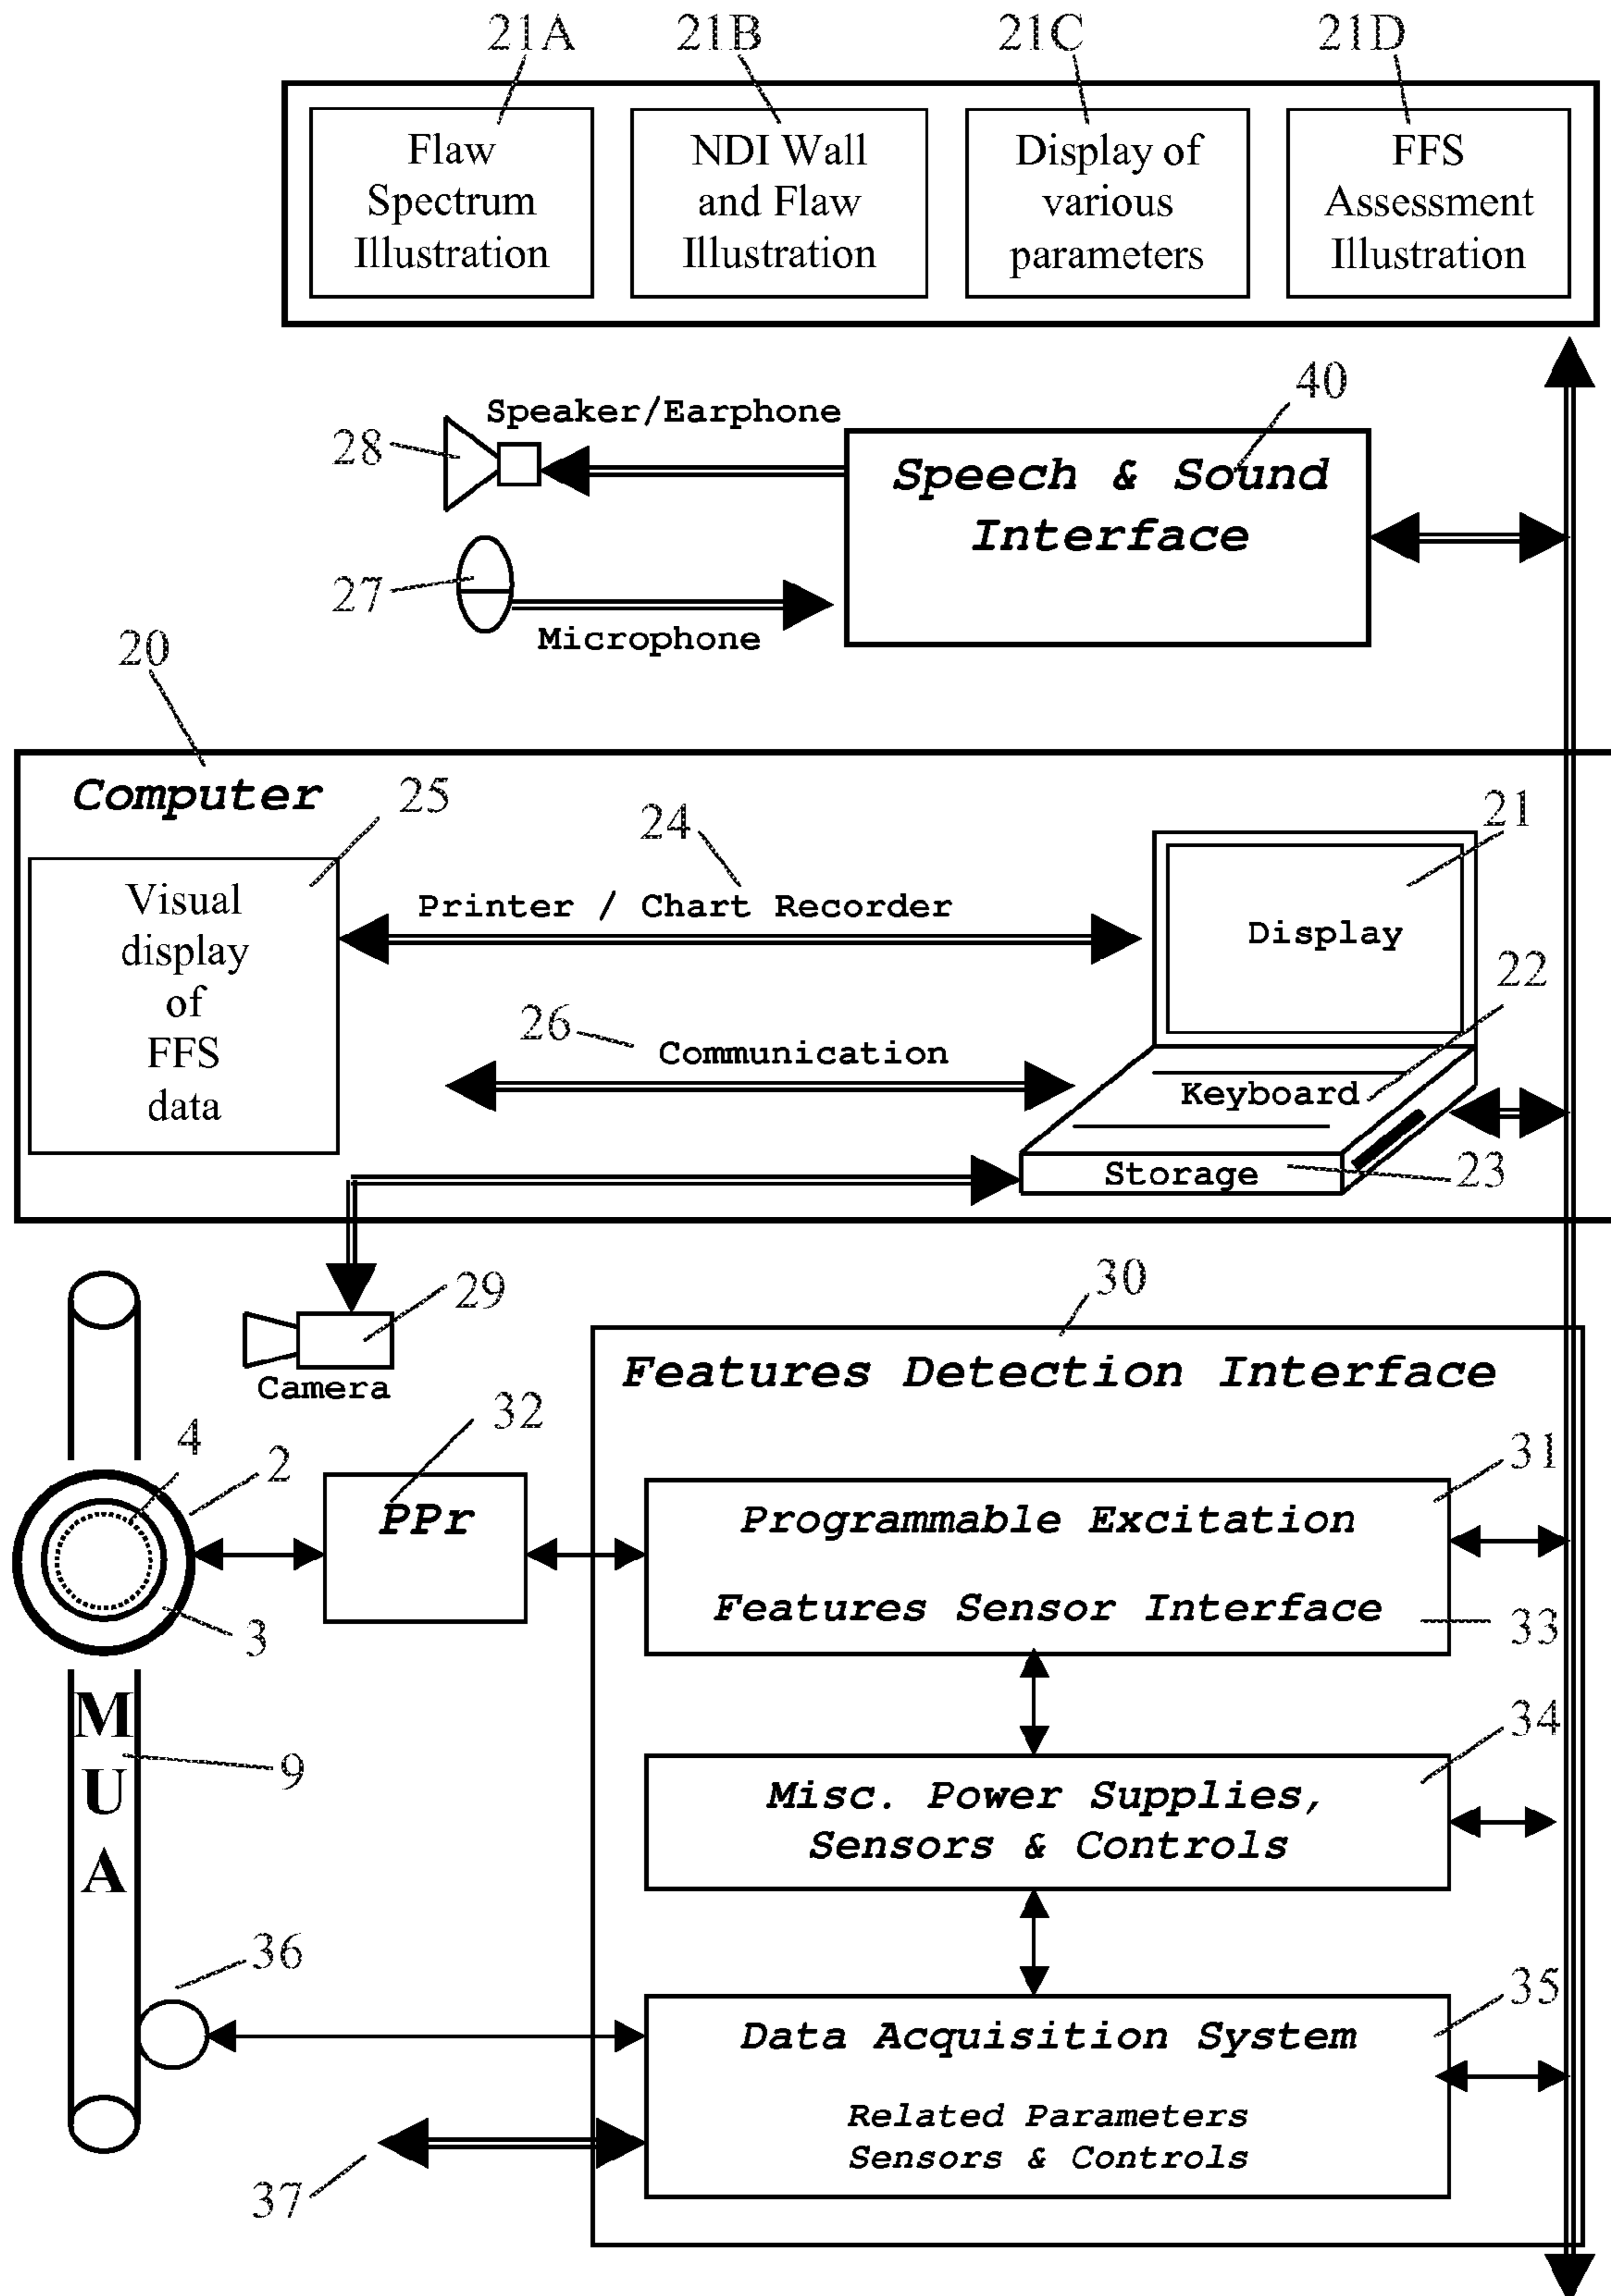 21A 21B 21C 21D
Flaw
Spectrum
Illustration
NDI Wall
and Flaw
Illustration
Display of
various
parameters
FFS
Assessment
Illustration
40
Speaker/Earphone
28
Speech & Sound
Interface
27
Microphone
20
Computer
25
24
21
Visual
display
of
FFS
data
Printer / Chart Recorder
Display
22
26
Communication
Keyboard
Storage
23
30
29
Camera
Features Detection Interface
32
4
2
31
PPr
Programmable Excitation
Features Sensor Interface
33
3
M
U
A
9
34
Misc. Power Supplies,
Sensors & Controls
36
35
Data Acquisition System
Related Parameters
Sensors & Controls
37